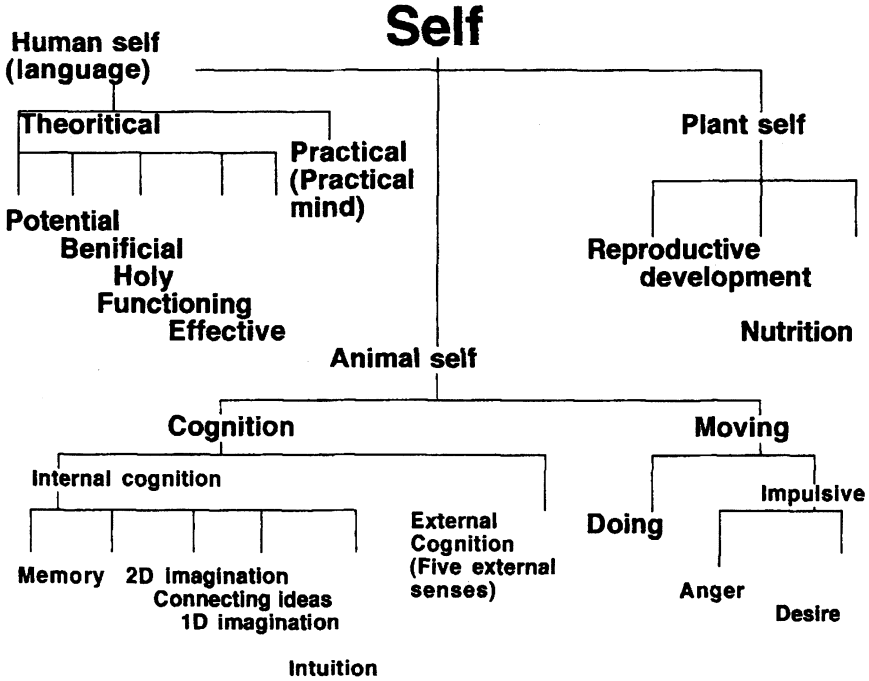 Self
Human self
(language)
Theoritical
Practical
(Practical
mind)
Plant self
Potential
Benificial
Holy
Functioning
Effective
Reproductive
development
Nutrition
Animal self
Cognition
Moving
Internal cognition
Impulsive
External
Cognition
(Five external
senses)
Doing
Memory
2D imagination
Connecting ideas
1D imagination
Intuition
Anger
Desire